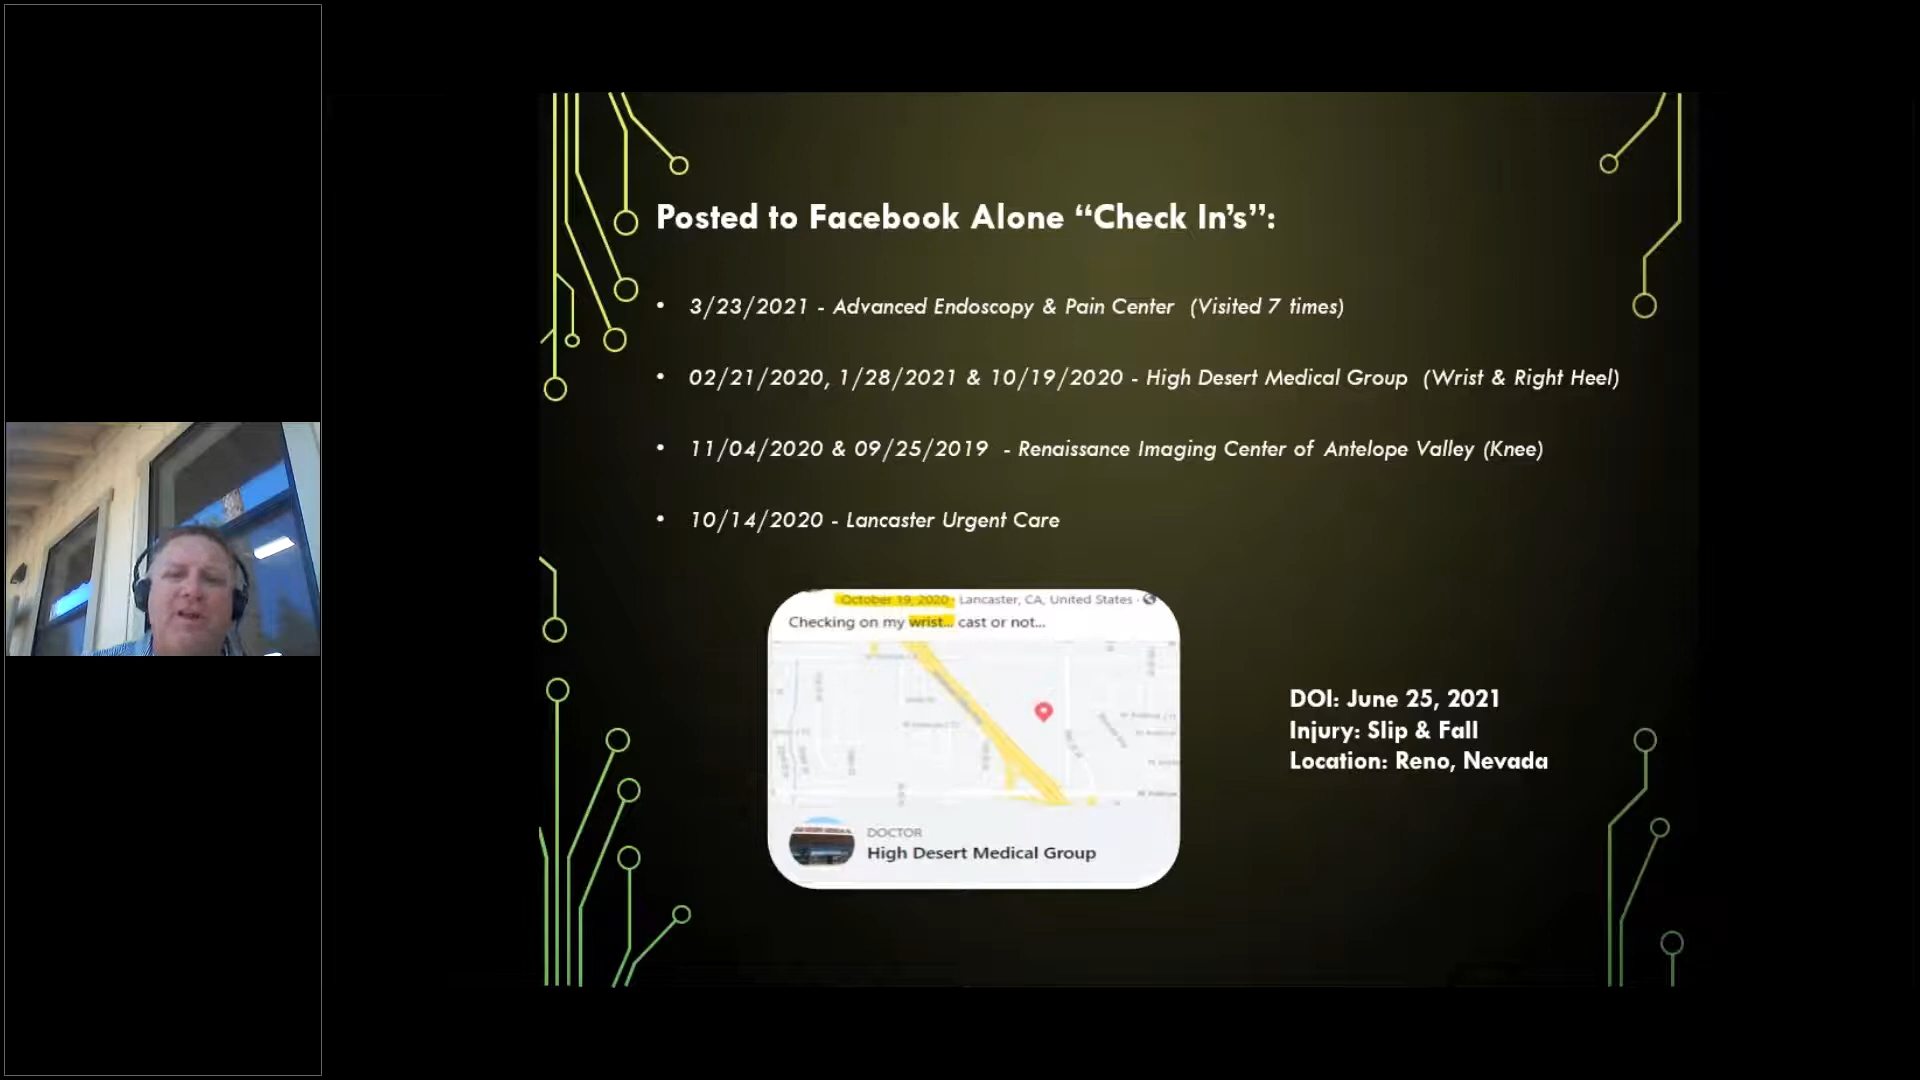 Posted to Facebook Alone “Check In’s”:
• 3/23/2021 - Advanced Endoscopy & Pain Center (Visited 7 times)
• 02/21/2020, 1/28/2021 & 10/19/2020 - High Desert Medical Group (Wrist & Right Heel)
• 11/04/2020 & 09/25/2019 - Renaissance Imaging Center of Antelope Valley (Knee)
• 10/14/2020 - Lancaster Urgent Care
October 19, 2020 · Lancaster, CA, United States ·
Checking on my wrist... cast or not...
DOCTOR
High Desert Medical Group
DOI: June 25, 2021
Injury: Slip & Fall
Location: Reno, Nevada